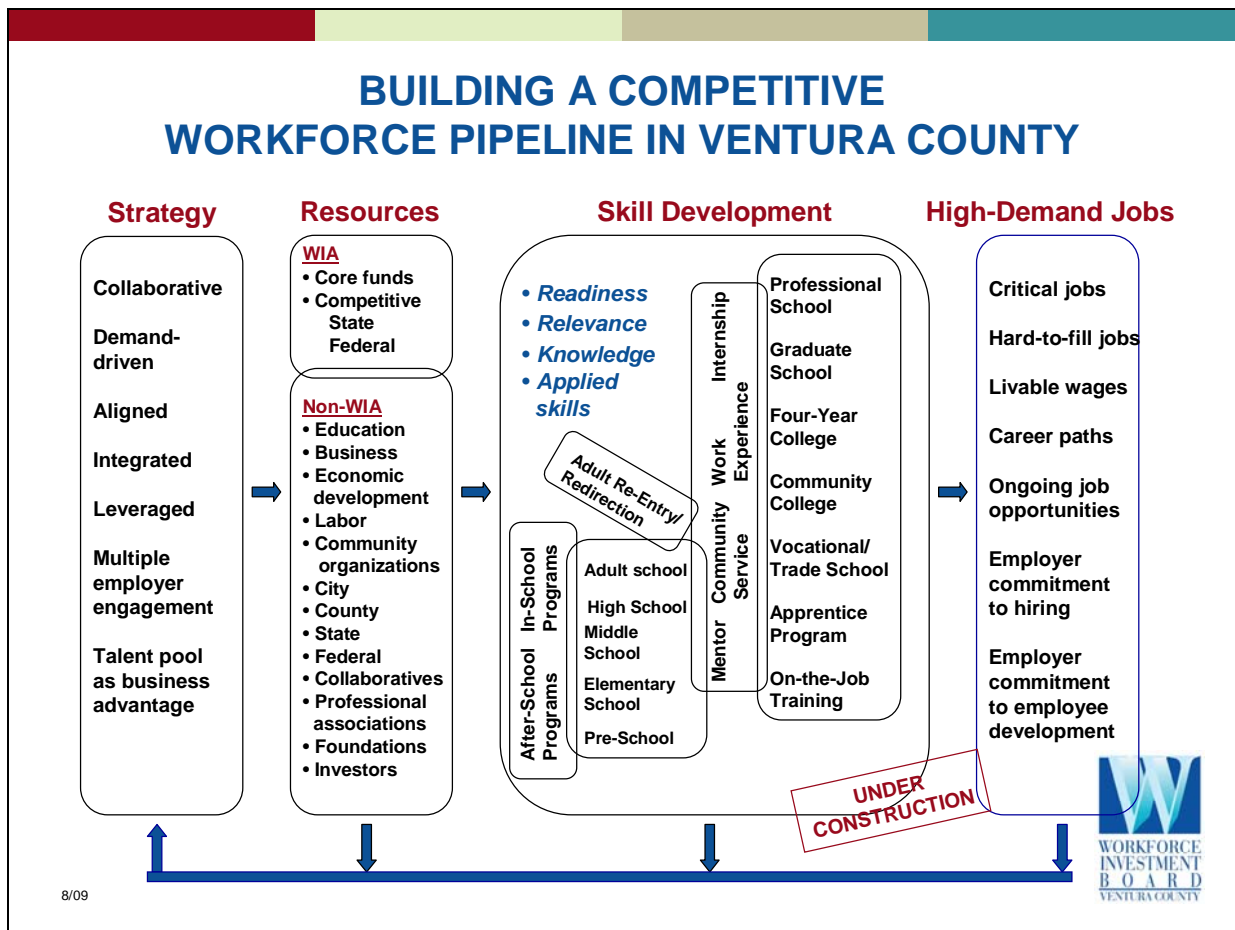 BUILDING A COMPETITIVE
WORKFORCE PIPELINE IN VENTURA COUNTY
Strategy
Collaborative
Demand-
driven
Aligned
Integrated
Leveraged
Multiple
employer
engagement
Talent pool
as business
advantage
Resources
WIA
• Core funds
• Competitive
State
Federal
Non-WIA
• Education
• Business
• Economic
development
• Labor
• Community
organizations
• City
• County
• State
• Federal
• Collaboratives
• Professional
associations
• Foundations
• Investors
Skill Development
• Readiness
• Relevance
• Knowledge
• Applied
skills
Adult Re-Entry/
Redirection
After-School
Programs
In-School
Programs
Adult school
High School
Middle
School
Elementary
School
Pre-School
Mentor
Community
Service
Work
Experience
Internship
Professional
School
Graduate
School
Four-Year
College
Community
College
Vocational/
Trade School
Apprentice
Program
On-the-Job
Training
UNDER
CONSTRUCTION
High-Demand Jobs
Critical jobs
Hard-to-fill jobs
Livable wages
Career paths
Ongoing job
opportunities
Employer
commitment
to hiring
Employer
commitment
to employee
development
W
WORKFORCE
INVESTMENT
BOARD
VENTURA COUNTY
8/09